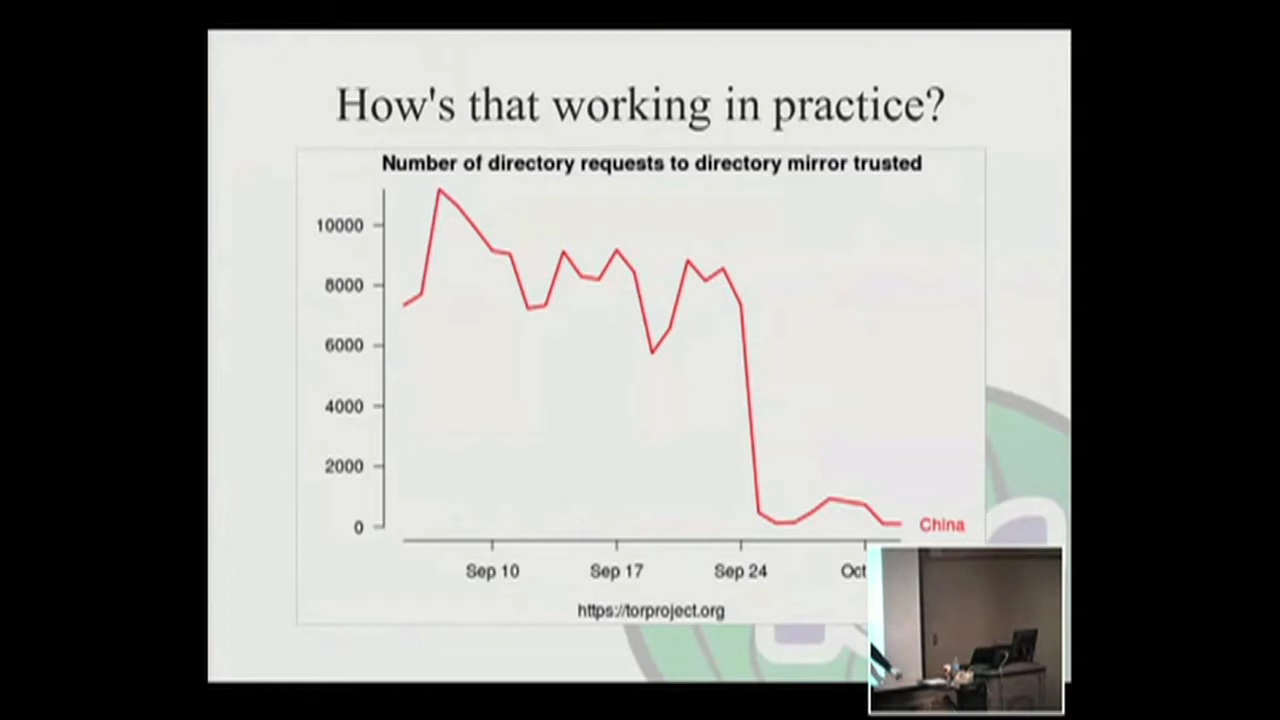 How's that working in practice?
Number of directory requests to directory mirror trusted
10000
8000
6000
4000
2000
0
China
Sep 10
Sep 17
Sep 24
Oct
https://torproject.org